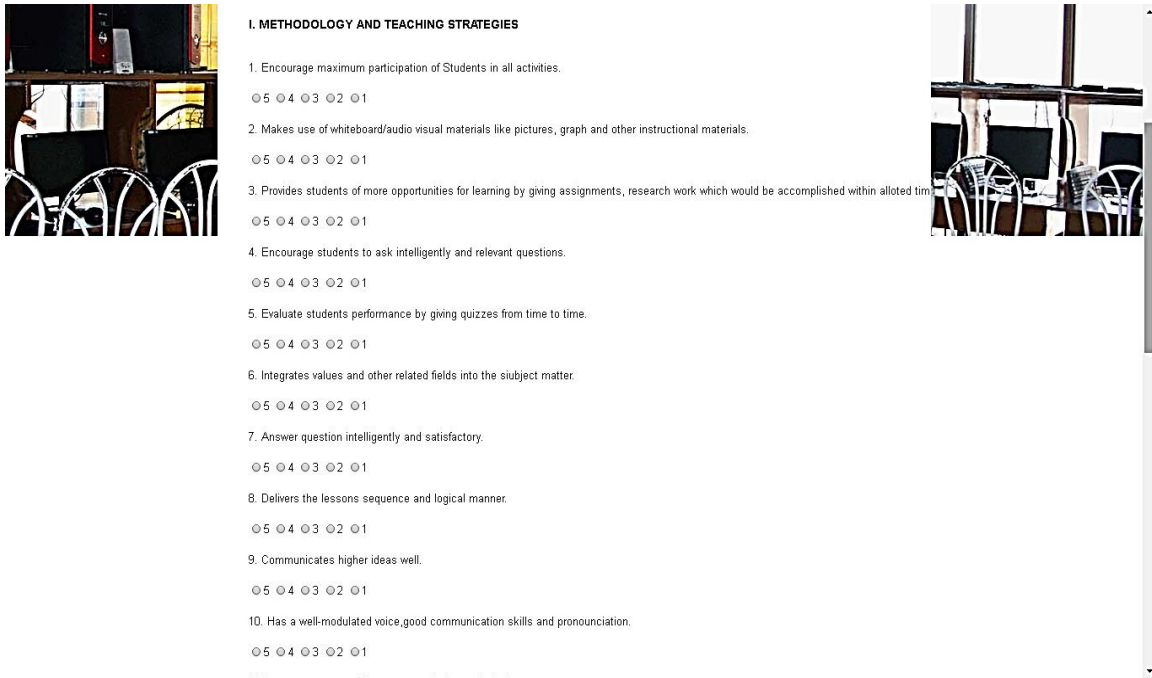 I. METHODOLOGY AND TEACHING STRATEGIES
1. Encourage maximum participation of Students in all activities.
5 4 3 2 1
2. Makes use of whiteboard/audio visual materials like pictures, graph and other instructional materials.
5 4 3 2 1
3. Provides students of more opportunities for learning by giving assignments, research work which would be accomplished within alloted tim
5 4 3 2 1
4. Encourage students to ask intelligently and relevant questions.
5 4 3 2 1
5. Evaluate students performance by giving quizzes from time to time.
5 4 3 2 1
6. Integrates values and other related fields into the siubject matter.
5 4 3 2 1
7. Answer question intelligently and satisfactory.
5 4 3 2 1
8. Delivers the lessons sequence and logical manner.
5 4 3 2 1
9. Communicates higher ideas well.
5 4 3 2 1
10. Has a well-modulated voice,good communication skills and pronounciation.
5 4 3 2 1